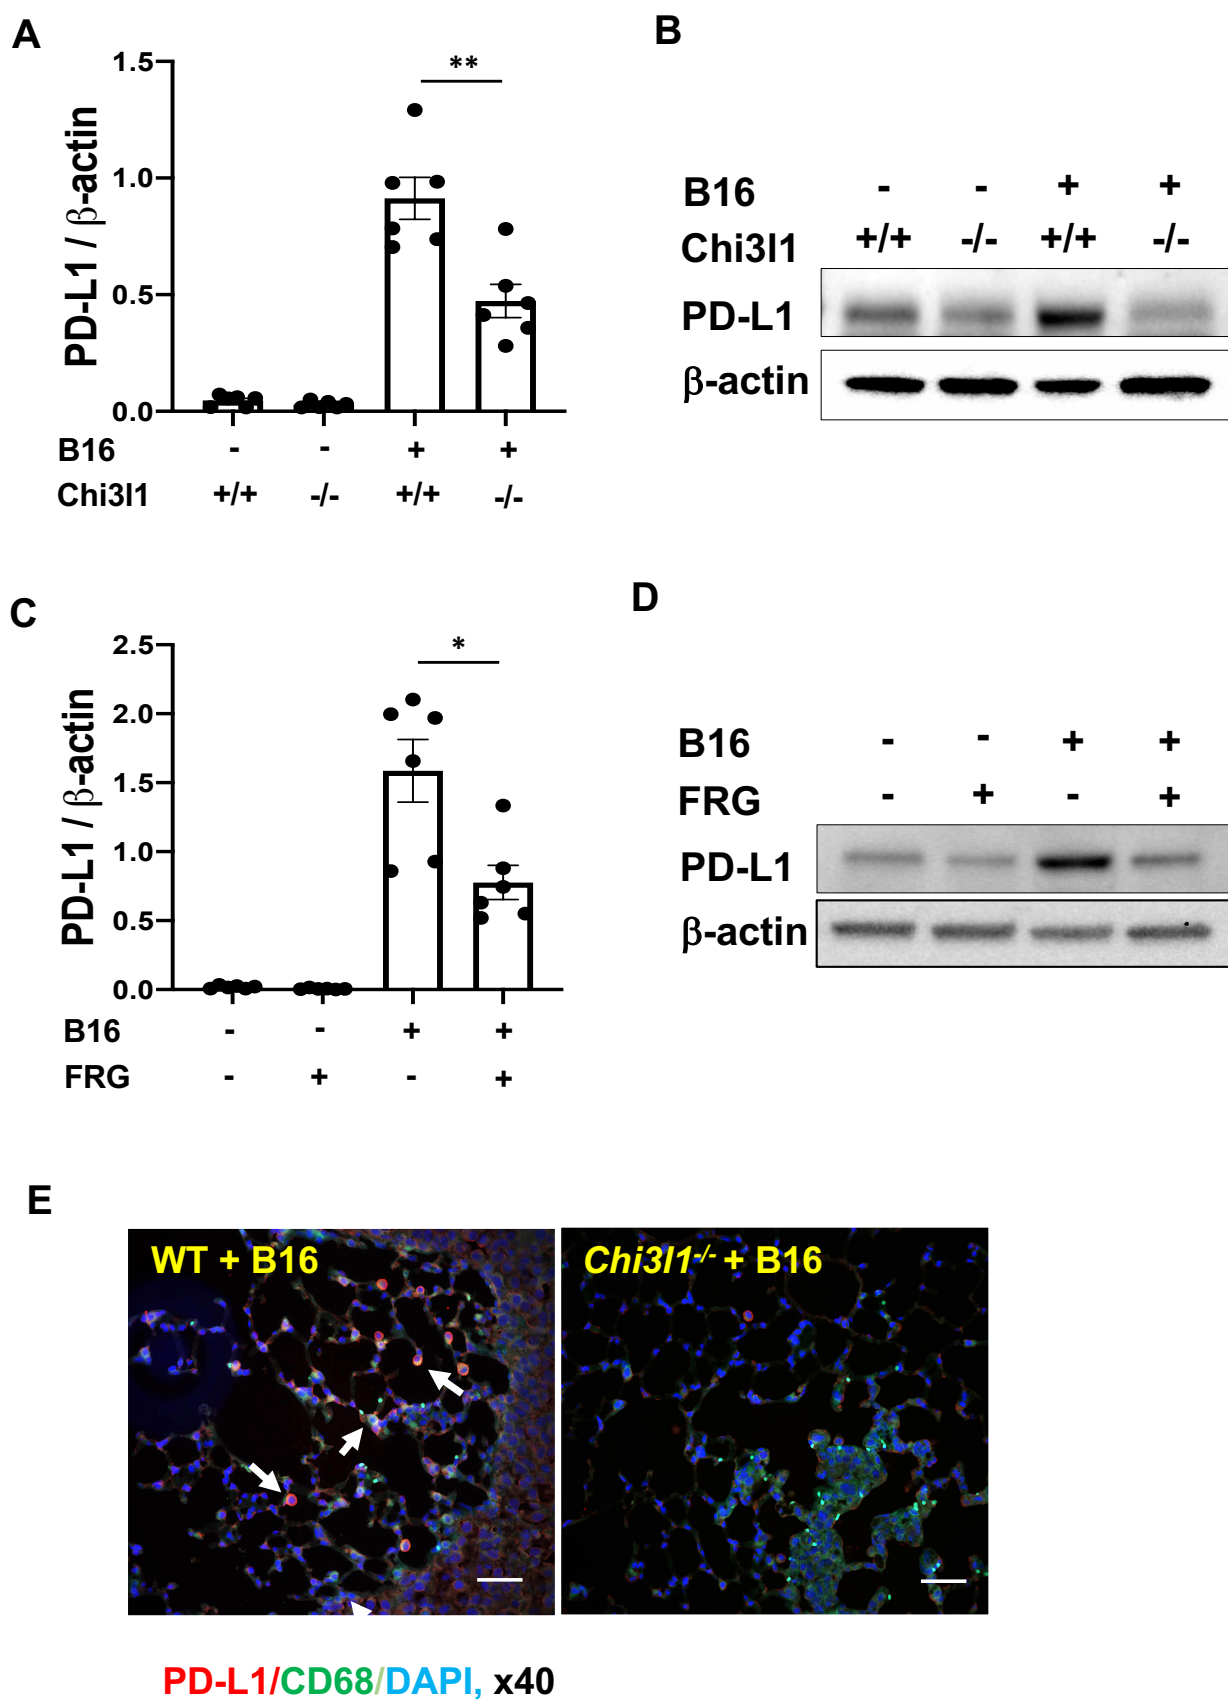 A
1.5
1.0
0.5
0.0
PD-L1 / β-actin
**
B16 - - + +
Chi3l1 +/+ -/- +/+ -/-
B
B16 - - + +
Chi3l1 +/+ -/- +/+ -/-
PD-L1
β-actin
C
2.5
2.0
1.5
1.0
0.5
0.0
PD-L1 / β-actin
*
B16 - - + +
FRG - + - +
D
B16 - - + +
FRG - + - +
PD-L1
β-actin
E
WT + B16
Chi3l1-/- + B16
PD-L1/CD68/DAPI, x40